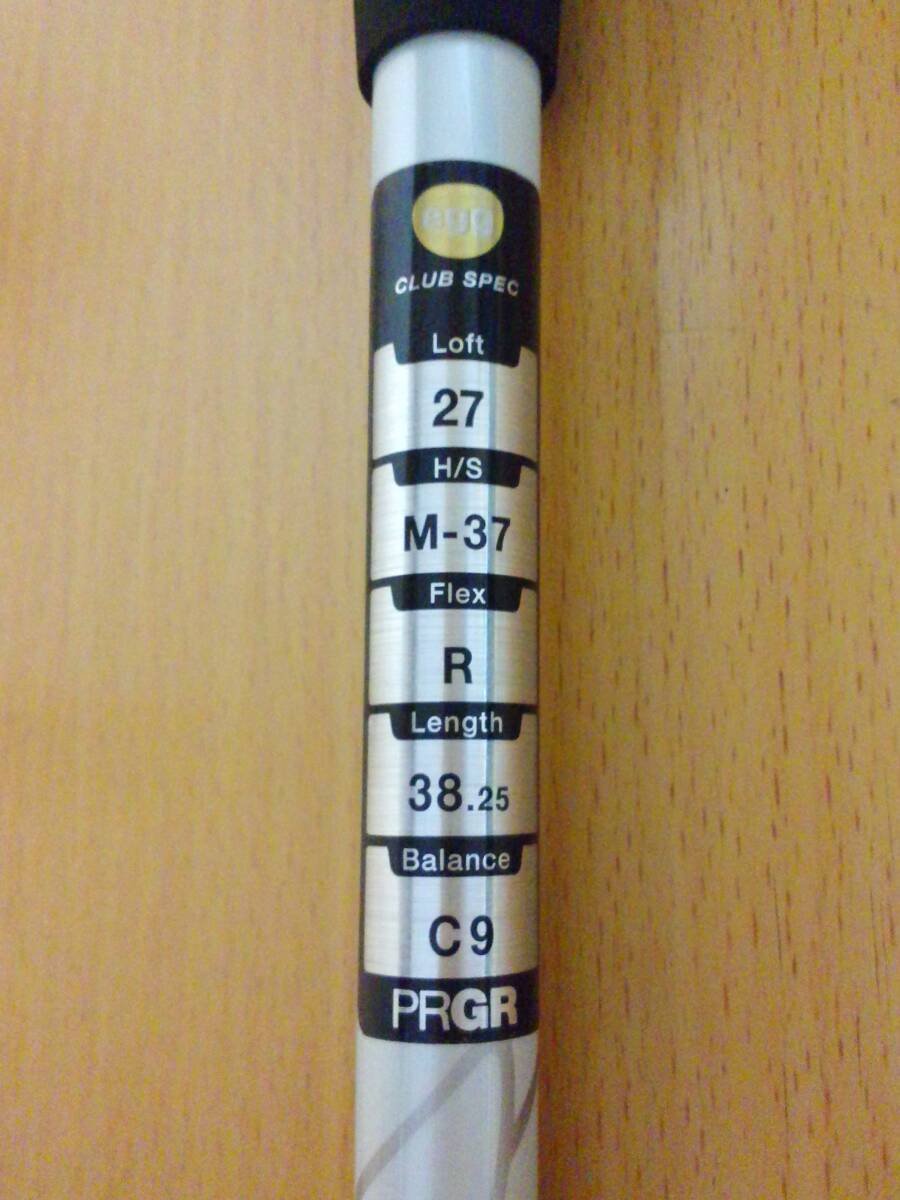 egg
CLUB SPEC
Loft
27
H/S
M-37
Flex
R
Length
38.25
Balance
C9
PRGR